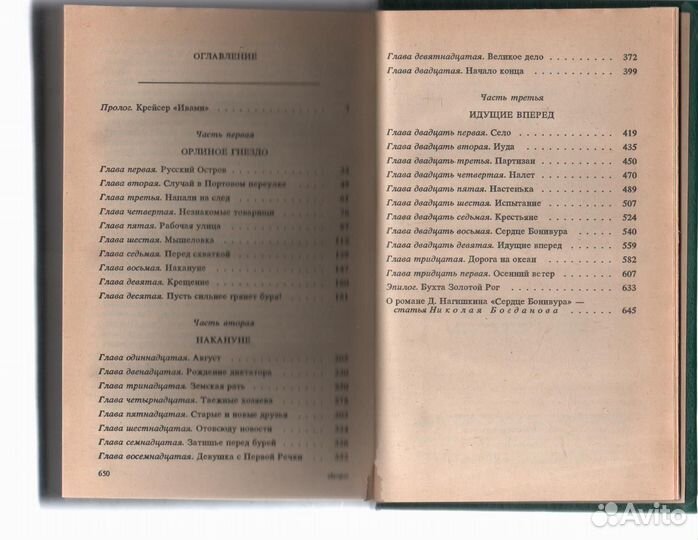 ОГЛАВЛЕНИЕ
Пролог. Крейсер «Ивами»
Часть первая
ОРЛИНОЕ ГНЕЗДО
Глава первая. Русский Остров
Глава вторая. Случай в Портовом переулке
Глава третья. Напали на след
Глава четвертая. Незнакомые товарищи
Глава пятая. Рабочая улица
Глава шестая. Мышеловка
Глава седьмая. Перед схваткой
Глава восьмая. Накануне
Глава девятая. Крещение
Глава десятая. Пусть сильнее грянет буря!
Часть вторая
НАКАНУНЕ
Глава одиннадцатая. Август
Глава двенадцатая. Рождение диктатора
Глава тринадцатая. Земская рать
Глава четырнадцатая. Таежные хозяева
Глава пятнадцатая. Старые и новые друзья
Глава шестнадцатая. Отовсюду новости
Глава семнадцатая. Затишье перед бурей
Глава восемнадцатая. Девушка с Первой Речки
650
Глава девятнадцатая. Великое дело . . . . . . . . . 372
Глава двадцатая. Начало конца . . . . . . . . . 399
Часть третья
ИДУЩИЕ ВПЕРЕД
Глава двадцать первая. Село . . . . . . . . . 419
Глава двадцать вторая. Иуда . . . . . . . . . 435
Глава двадцать третья. Партизан . . . . . . . . . 450
Глава двадцать четвертая. Налет . . . . . . . . . 470
Глава двадцать пятая. Настенька . . . . . . . . . 489
Глава двадцать шестая. Испытание . . . . . . . . . 507
Глава двадцать седьмая. Крестьяне . . . . . . . . . 524
Глава двадцать восьмая. Сердце Бонивура . . . . . . 540
Глава двадцать девятая. Идущие вперед . . . . . . . 559
Глава тридцатая. Дорога на океан . . . . . . . . . 582
Глава тридцать первая. Осенний ветер . . . . . . . 607
Эпилог. Бухта Золотой Рог . . . . . . . . . 633
О романе Д. Нагишкина «Сердце Бонивура» —
статья Николая Богданова . . . . . . . . . 645
Avito